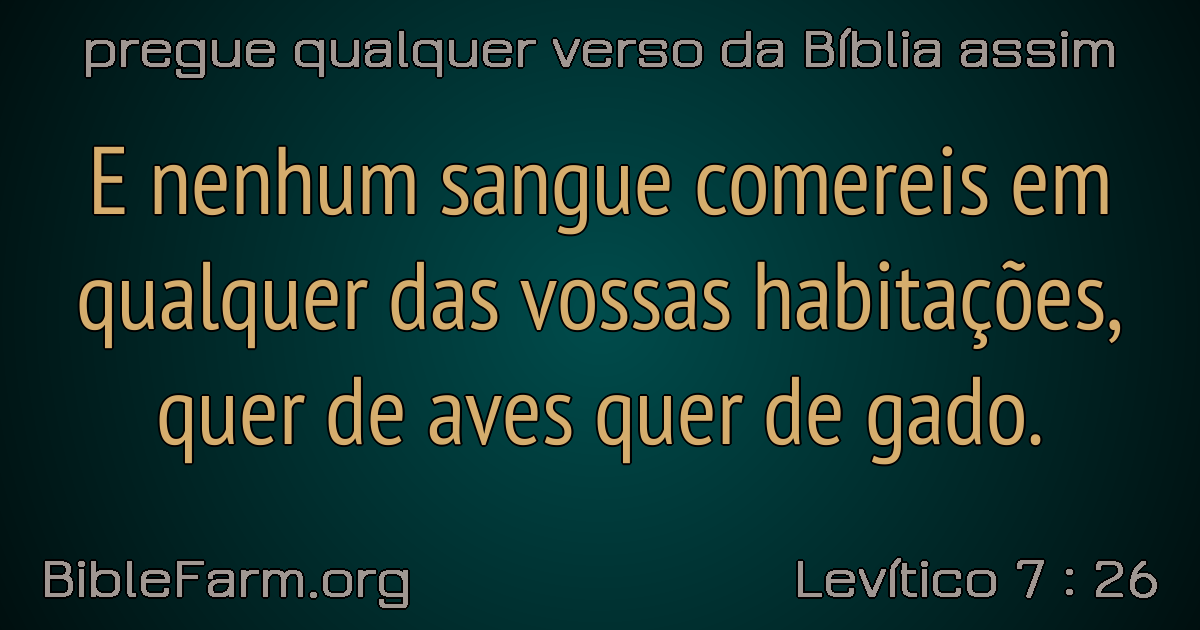 pregue qualquer verso da Bíblia assim
E nenhum sangue comereis em
qualquer das vossas habitações,
quer de aves quer de gado.
BibleFarm.org
Levítico 7 : 26